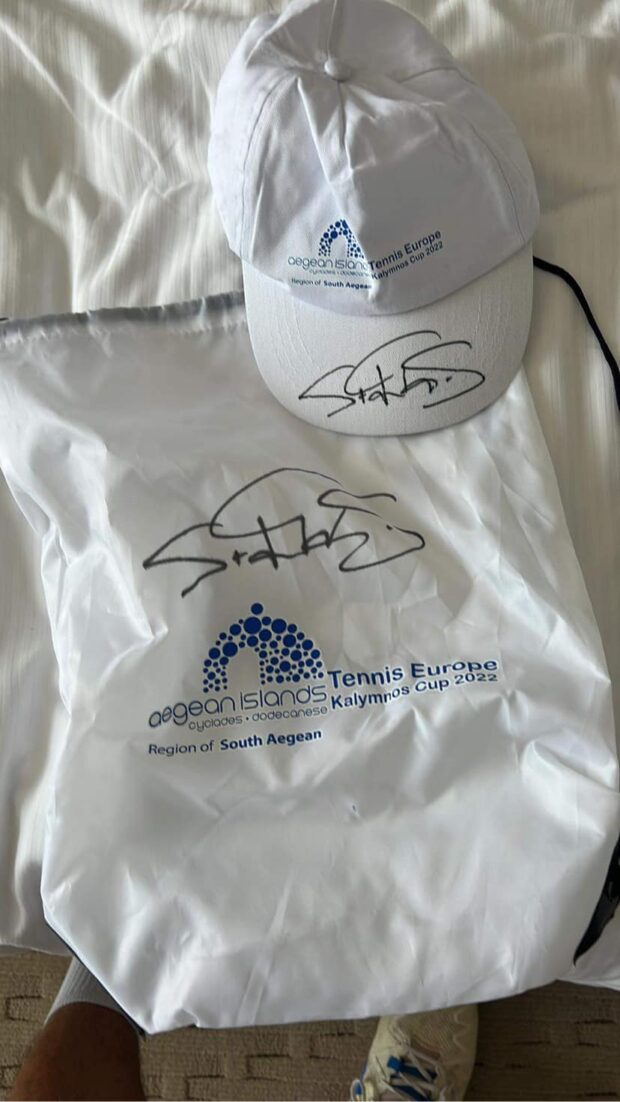 aegean islands
cyclades • dodecanese
Region of South Aegean
Tennis Europe
Kalymnos Cup 2022
aegean islands
cyclades • dodecanese
Region of South Aegean
Tennis Europe
Kalymnos Cup 2022